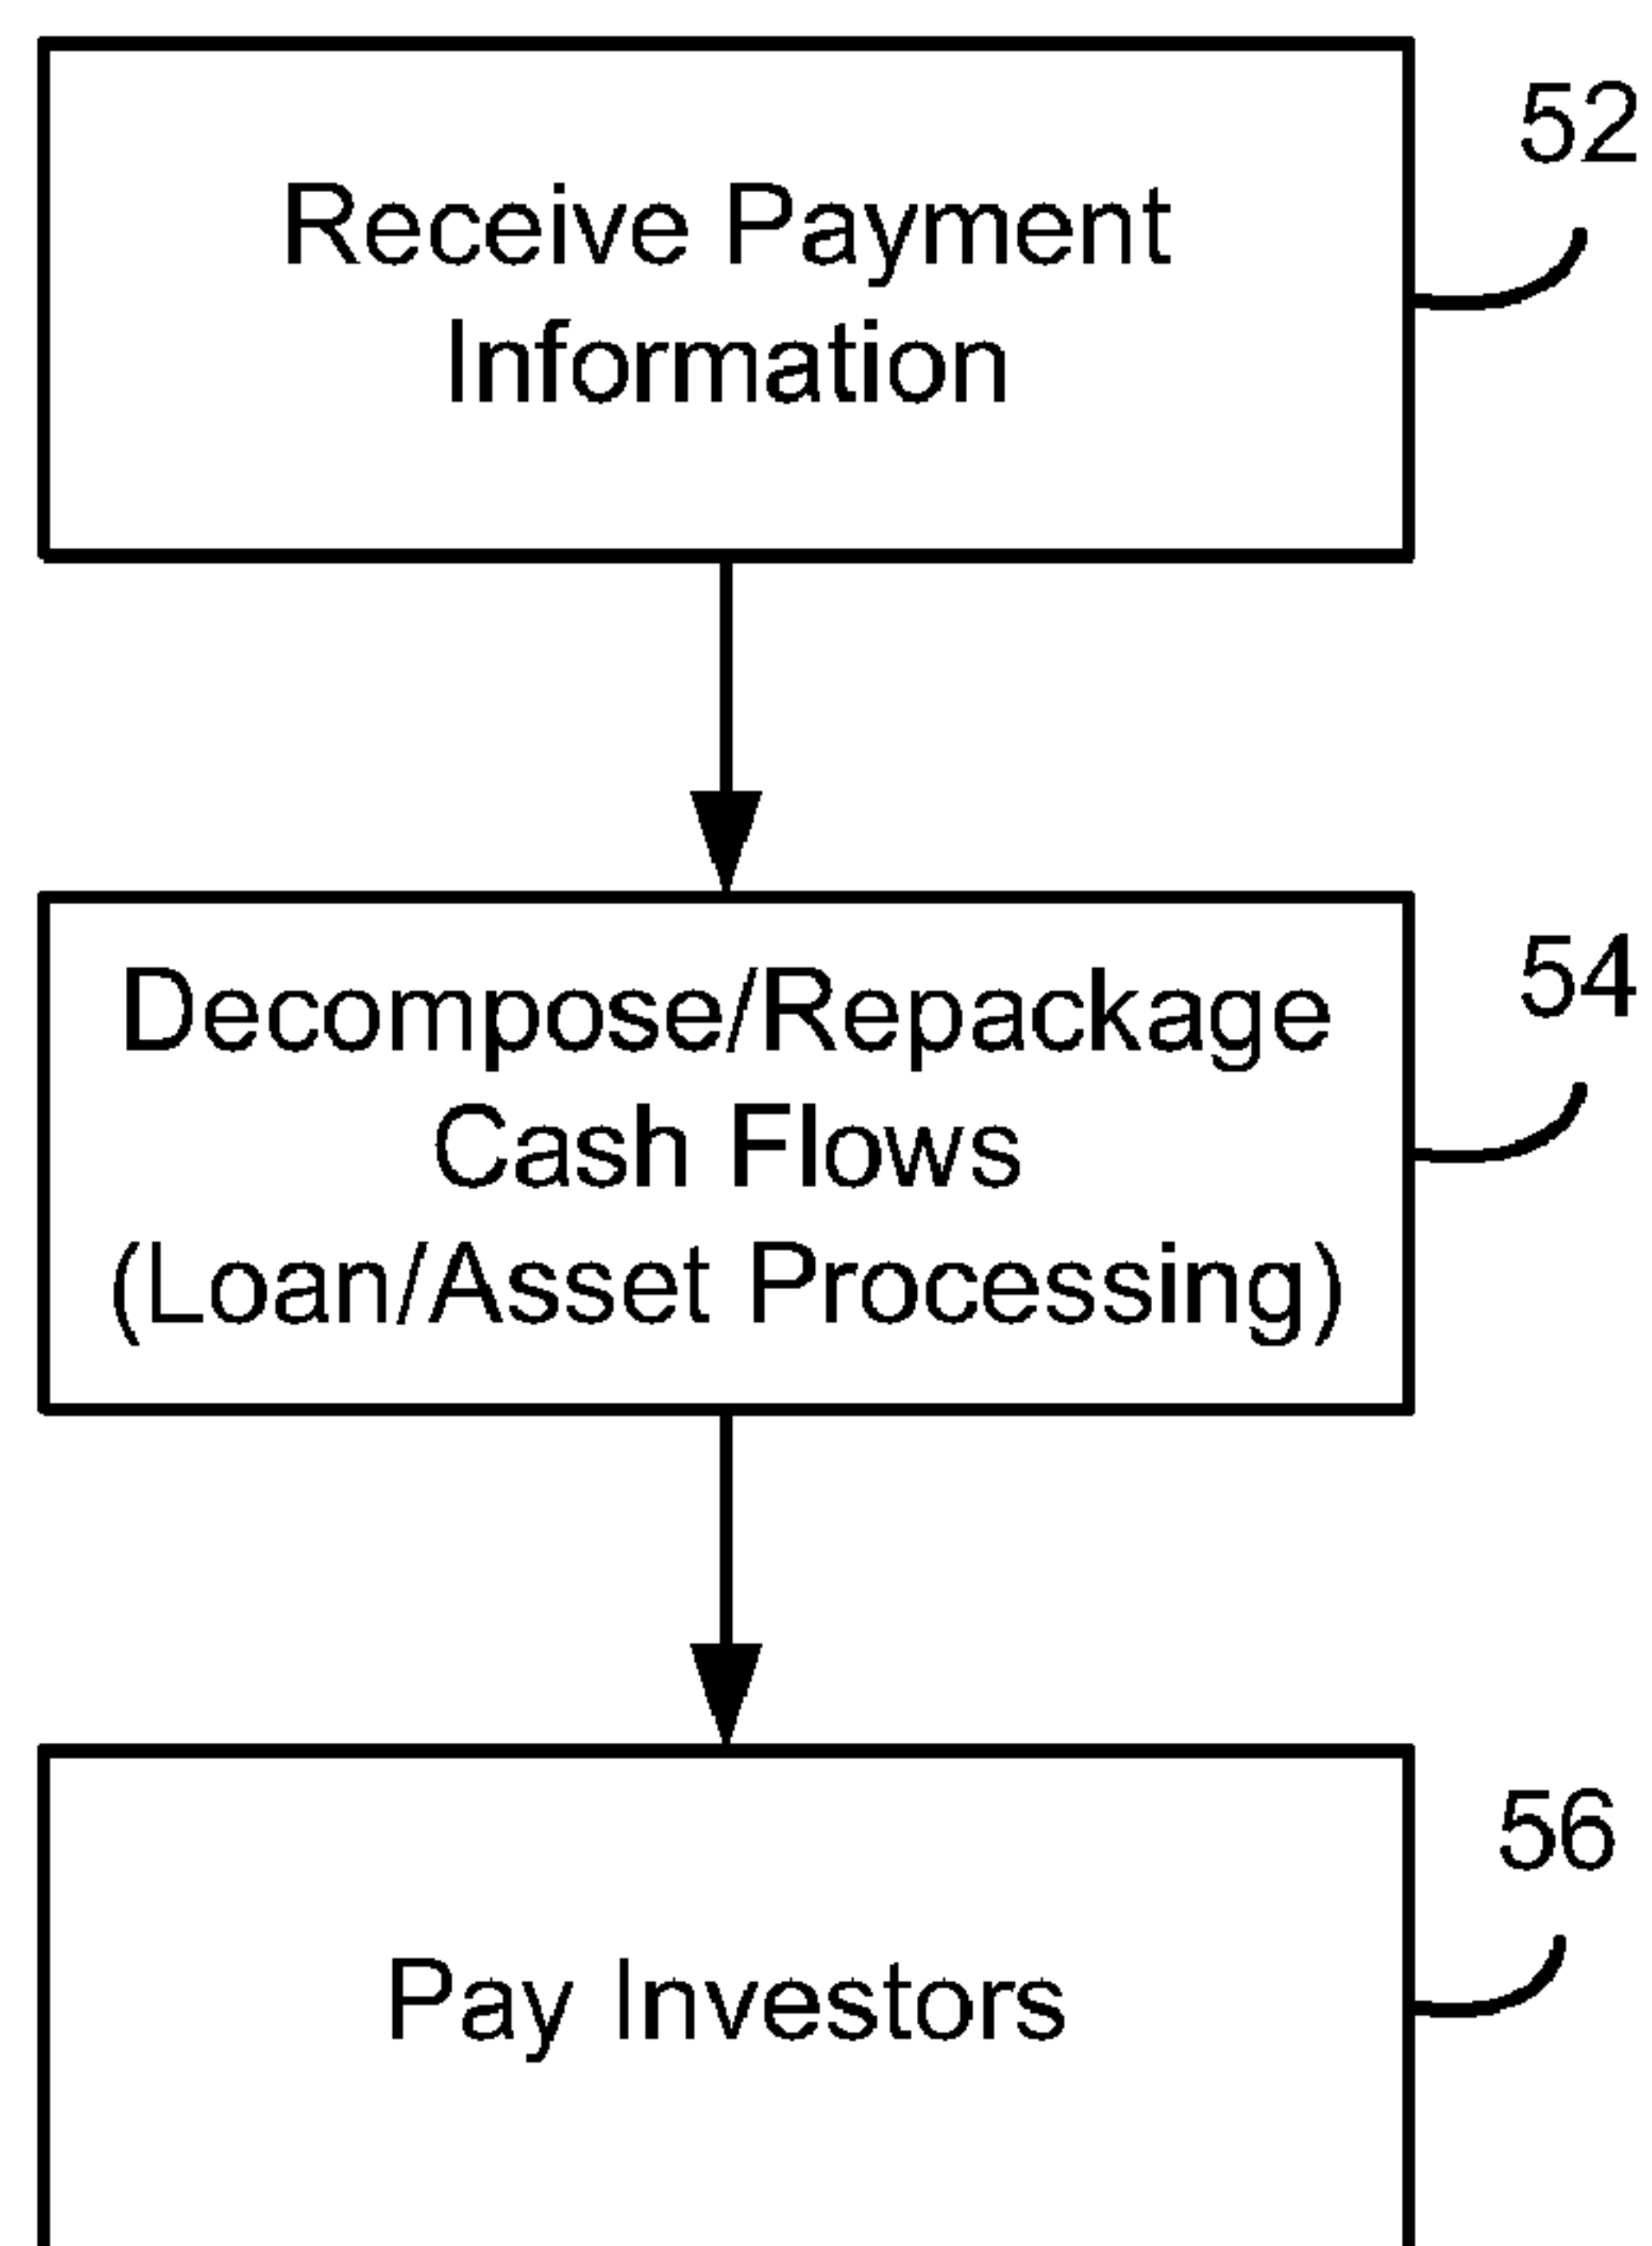 52
Receive Payment
Information
54
Decompose/Repackage
Cash Flows
(Loan/Asset Processing)
56
Pay Investors